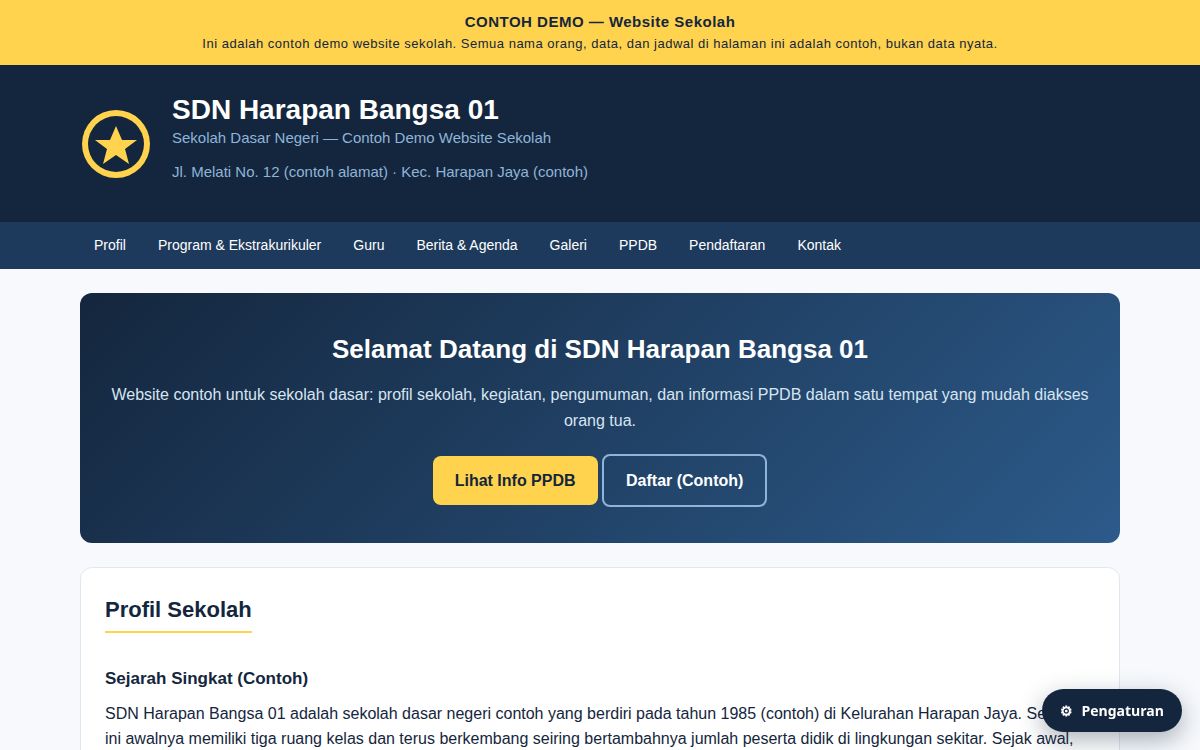 CONTOH DEMO — Website Sekolah
Ini adalah contoh demo website sekolah. Semua nama orang, data, dan jadwal di halaman ini adalah contoh, bukan data nyata.
SDN Harapan Bangsa 01
Sekolah Dasar Negeri — Contoh Demo Website Sekolah
Jl. Melati No. 12 (contoh alamat) · Kec. Harapan Jaya (contoh)
Profil Program & Ekstrakurikuler Guru Berita & Agenda Galeri PPDB Pendaftaran Kontak
Selamat Datang di SDN Harapan Bangsa 01
Website contoh untuk sekolah dasar: profil sekolah, kegiatan, pengumuman, dan informasi PPDB dalam satu tempat yang mudah diakses
orang tua.
Lihat Info PPDB Daftar (Contoh)
Profil Sekolah
Sejarah Singkat (Contoh)
SDN Harapan Bangsa 01 adalah sekolah dasar negeri contoh yang berdiri pada tahun 1985 (contoh) di Kelurahan Harapan Jaya.
⚙ Pengaturan
ini awalnya memiliki tiga ruang kelas dan terus berkembang seiring bertambahnya jumlah peserta didik di lingkungan sekitar. Sejak awal,